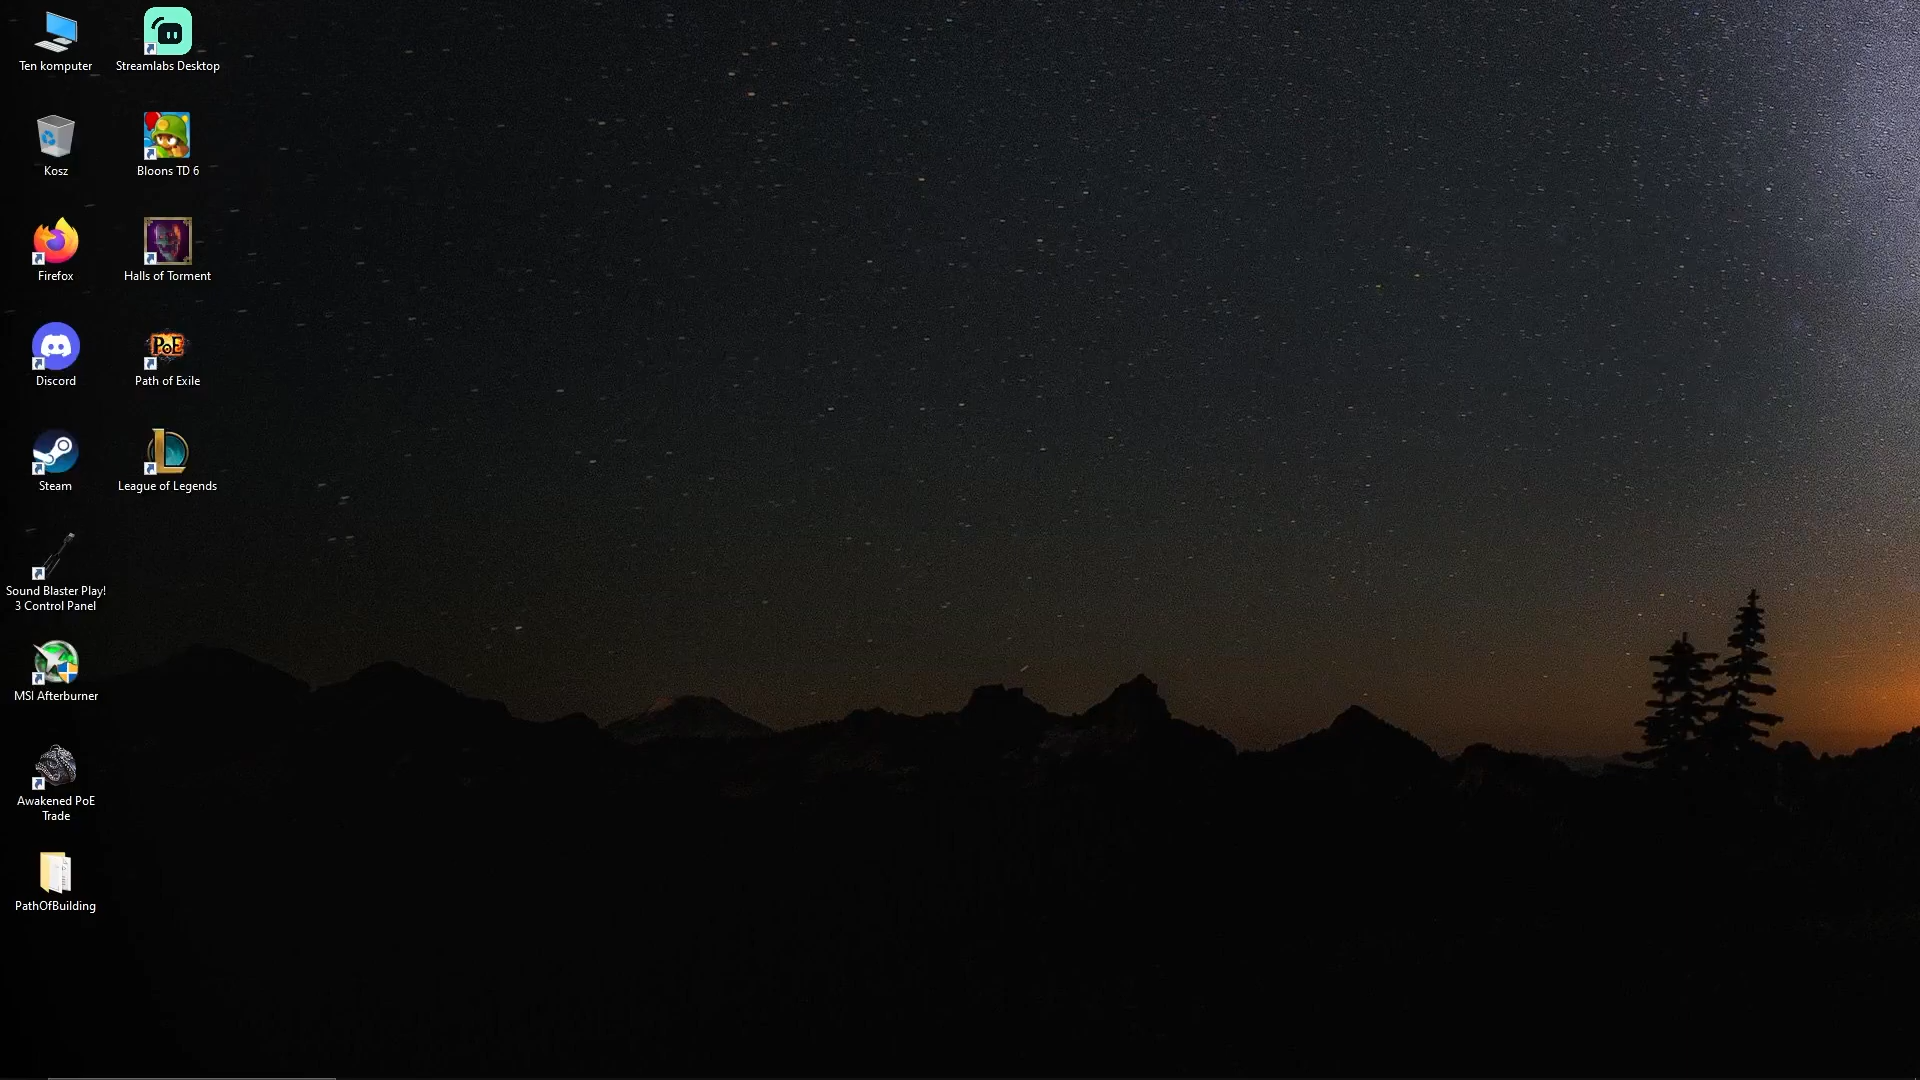 Ten komputer
Streamlabs Desktop
Kosz
Bloons TD 6
Firefox
Halls of Torment
Discord
PoE
Path of Exile
Steam
League of Legends
Sound Blaster Play!
3 Control Panel
MSI Afterburner
Awakened PoE
Trade
PathOfBuilding